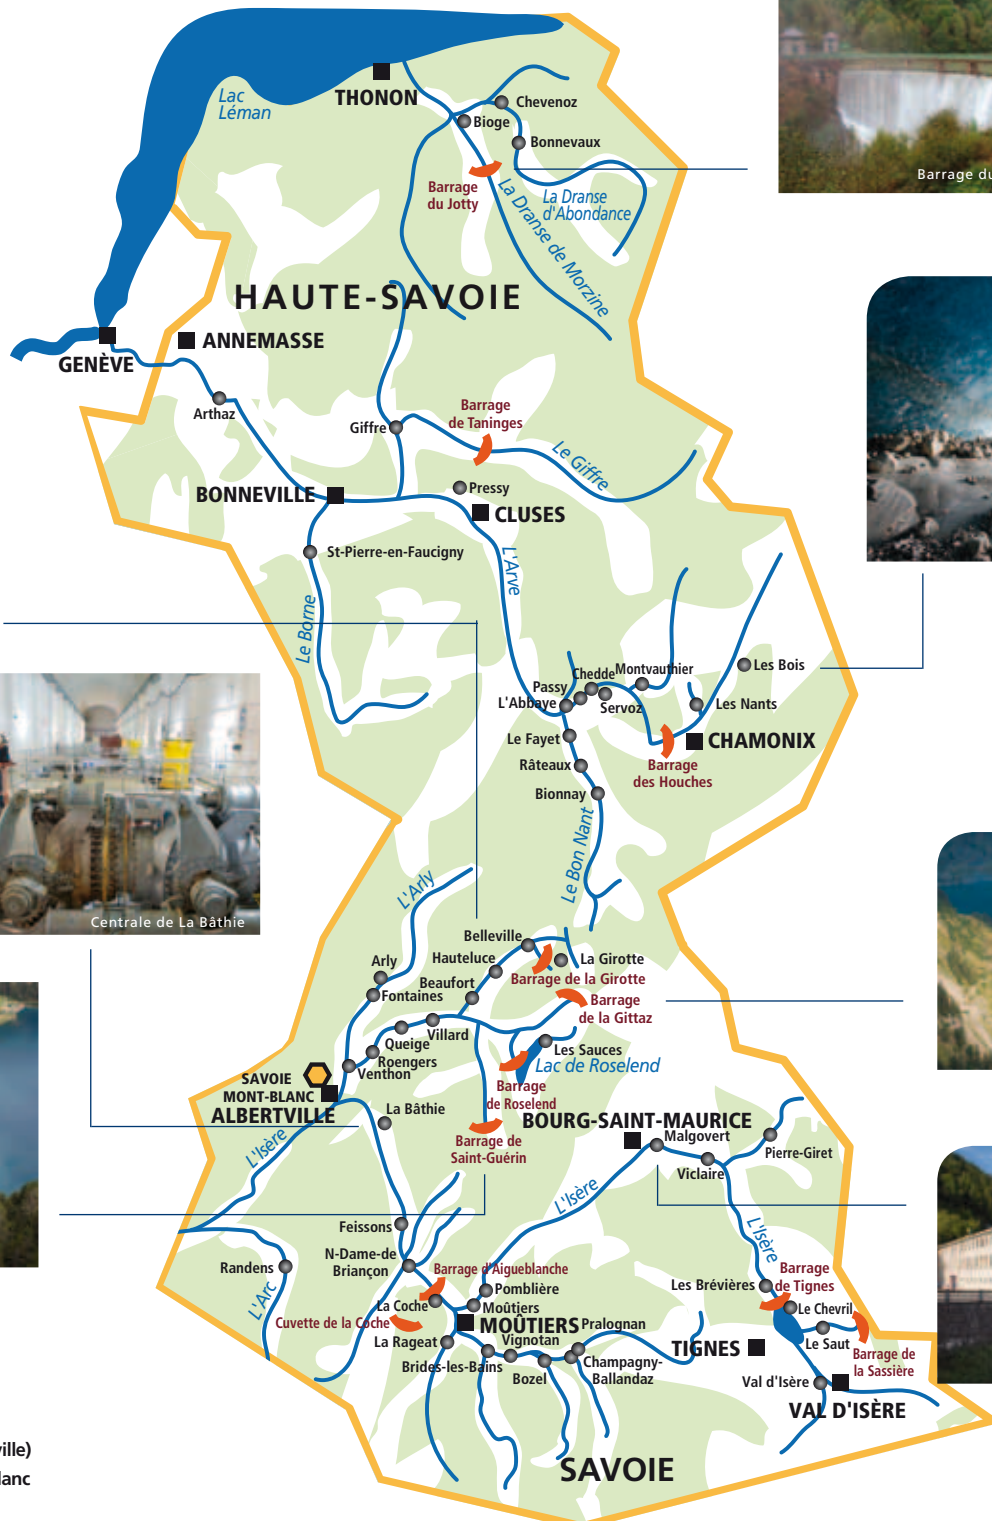 Barrage du
Lac
Léman
THONON
Chevenoz
Bioge
Bonnevaux
Barrage
du Jotty
La Dranse
d'Abondance
La Dranse de Morzine
HAUTE-SAVOIE
GENÈVE
ANNEMASSE
Arthaz
Giffre
Barrage
de Taninges
Le Giffre
BONNEVILLE
Pressy
CLUSES
St-Pierre-en-Faucigny
L'Arve
Le Borne
Les Bois
Chedde
Montvauthier
Passy
L'Abbaye
Servoz
Les Nants
Le Fayet
CHAMONIX
Râteaux
Barrage
des Houches
Bionnay
Le Bon Nant
Centrale de La Bâthie
L'Arly
Belleville
Arly
Hauteluce
La Girotte
Barrage de la Girotte
Fontaines
Beaufort
Barrage
de la Gittaz
Villard
Queige
Roengers
Venthon
Les Sauces
Lac de Roselend
SAVOIE
MONT-BLANC
ALBERTVILLE
Barrage
de Roselend
La Bâthie
BOURG-SAINT-MAURICE
Barrage de
Saint-Guérin
Malgovert
Pierre-Giret
Viclaire
L'Isère
L'Isère
L'Isère
Feissons
N-Dame-de
Briançon
Randens
L'Arc
Barrage d'Aigueblanche
Barrage
de Tignes
Les Brévières
Pomblière
La Coche
Moûtiers
Le Chevril
Cuvette de la Coche
MOÛTIERS
Pralognan
Le Saut
La Rageat
Vignotan
TIGNES
Barrage de
la Sassière
Brides-les-Bains
Bozel
Champagny-
Ballandaz
Val d'Isère
VAL D'ISÈRE
SAVOIE
ville)
lanc